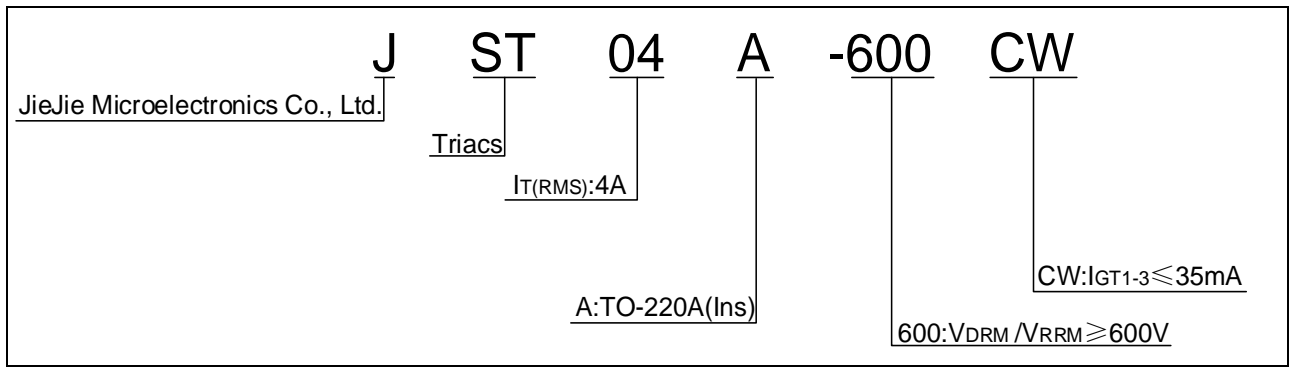 J ST 04 A -600 CW
JieJie Microelectronics Co., Ltd.
Triacs
IT(RMS):4A
CW:IGT1-3≤35mA
A:TO-220A(Ins)
600:VDRM /VRRM≥600V